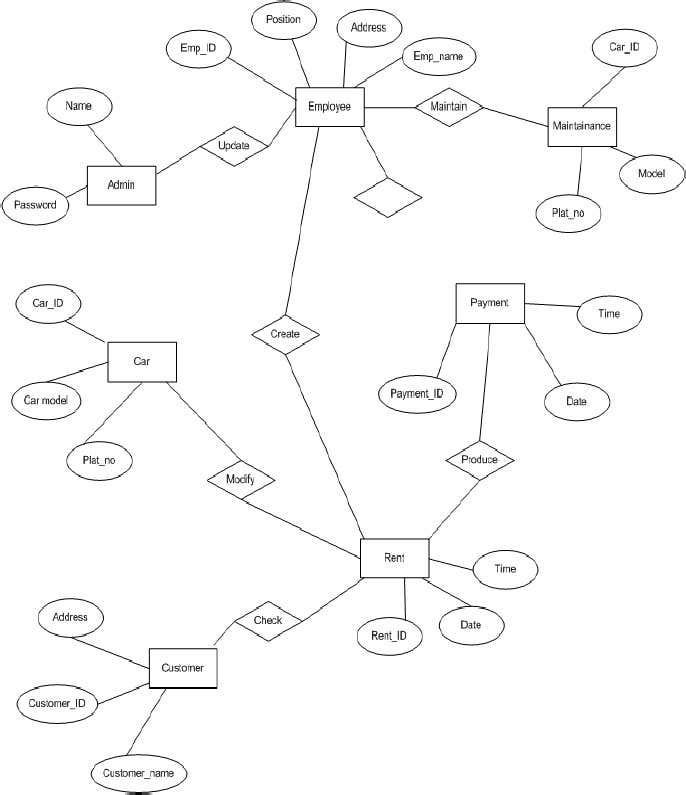 Position
Address
Emp_ID
Emp_name
Car_ID
Name
Employee
Maintain
Maintainance
Update
Admin
Model
Password
Plat_no
Car_ID
Payment
Time
Create
Car
Payment_ID
Date
Car model
Plat_no
Produce
Modify
Rent
Time
Address
Check
Rent_ID
Date
Customer
Customer_ID
Customer_name